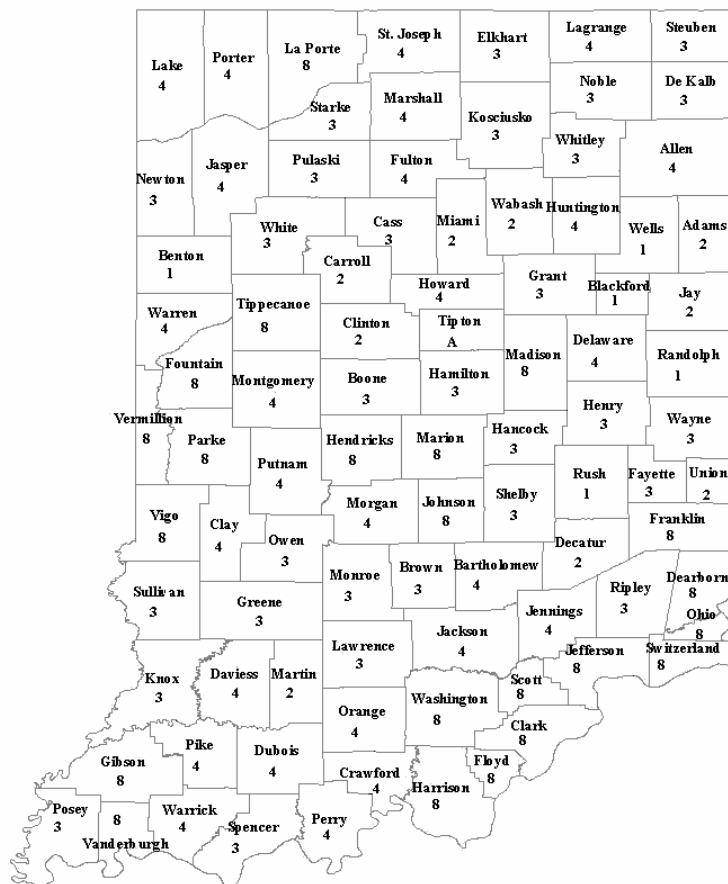 Lake
4
Porter
4
La Porte
8
St. Joseph
4
Elkhart
3
Lagrange
4
Steuben
3
Noble
3
De Kalb
3
Starke
3
Marshall
4
Kosciusko
3
Whitley
3
Allen
4
Newton
3
Jasper
4
Pulaski
3
Fulton
4
White
3
Cass
3
Miami
2
Wabash
2
Huntington
4
Wells
1
Adams
2
Benton
1
Carroll
2
Howard
4
Grant
3
Blackford
1
Jay
2
Warren
4
Tippecanoe
8
Clinton
2
Tipton
A
Madison
8
Delaware
4
Randolph
1
Fountain
8
Montgomery
4
Boone
3
Hamilton
3
Henry
3
Wayne
3
Vermillion
8
Parke
8
Putnam
4
Hendricks
8
Marion
8
Hancock
3
Rush
1
Fayette
3
Union
2
Vigo
8
Clay
4
Owen
3
Morgan
4
Johnson
8
Shelby
3
Franklin
8
Decatur
2
Sullivan
3
Greene
3
Monroe
3
Brown
3
Bartholomew
4
Jennings
4
Ripley
3
Dearborn
8
Ohio
8
Switzerland
8
Knox
3
Daviess
4
Martin
2
Lawrence
3
Jackson
4
Jefferson
8
Scott
8
Orange
4
Washington
8
Clark
8
Gibson
8
Pike
4
Dubois
4
Crawford
4
Harrison
8
Floyd
8
Posey
3
8
Vanderburgh
Warrick
4
Spencer
3
Perry
4